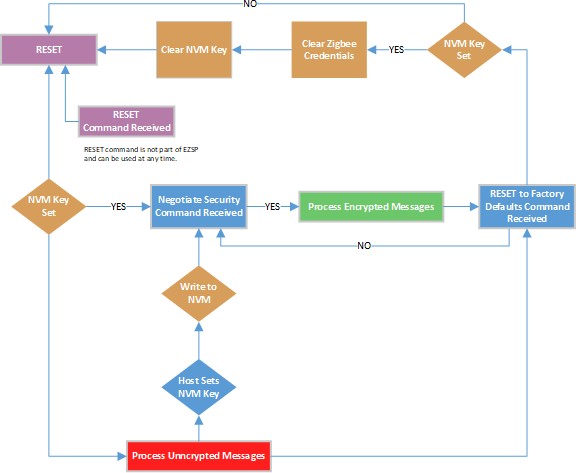 NO
RESET
Clear NVM Key
Clear Zigbee
Credentials
YES
NVM Key
Set
RESET
Command Received
RESET command is not part of EZSP
and can be used at any time.
NVM Key
Set
YES
Negotiate Security
Command Received
YES
Process Encrypted Messages
RESET to Factory
Defaults Command
Received
NO
Write to
NVM
Host Sets
NVM Key
Process Unncrypted Messages